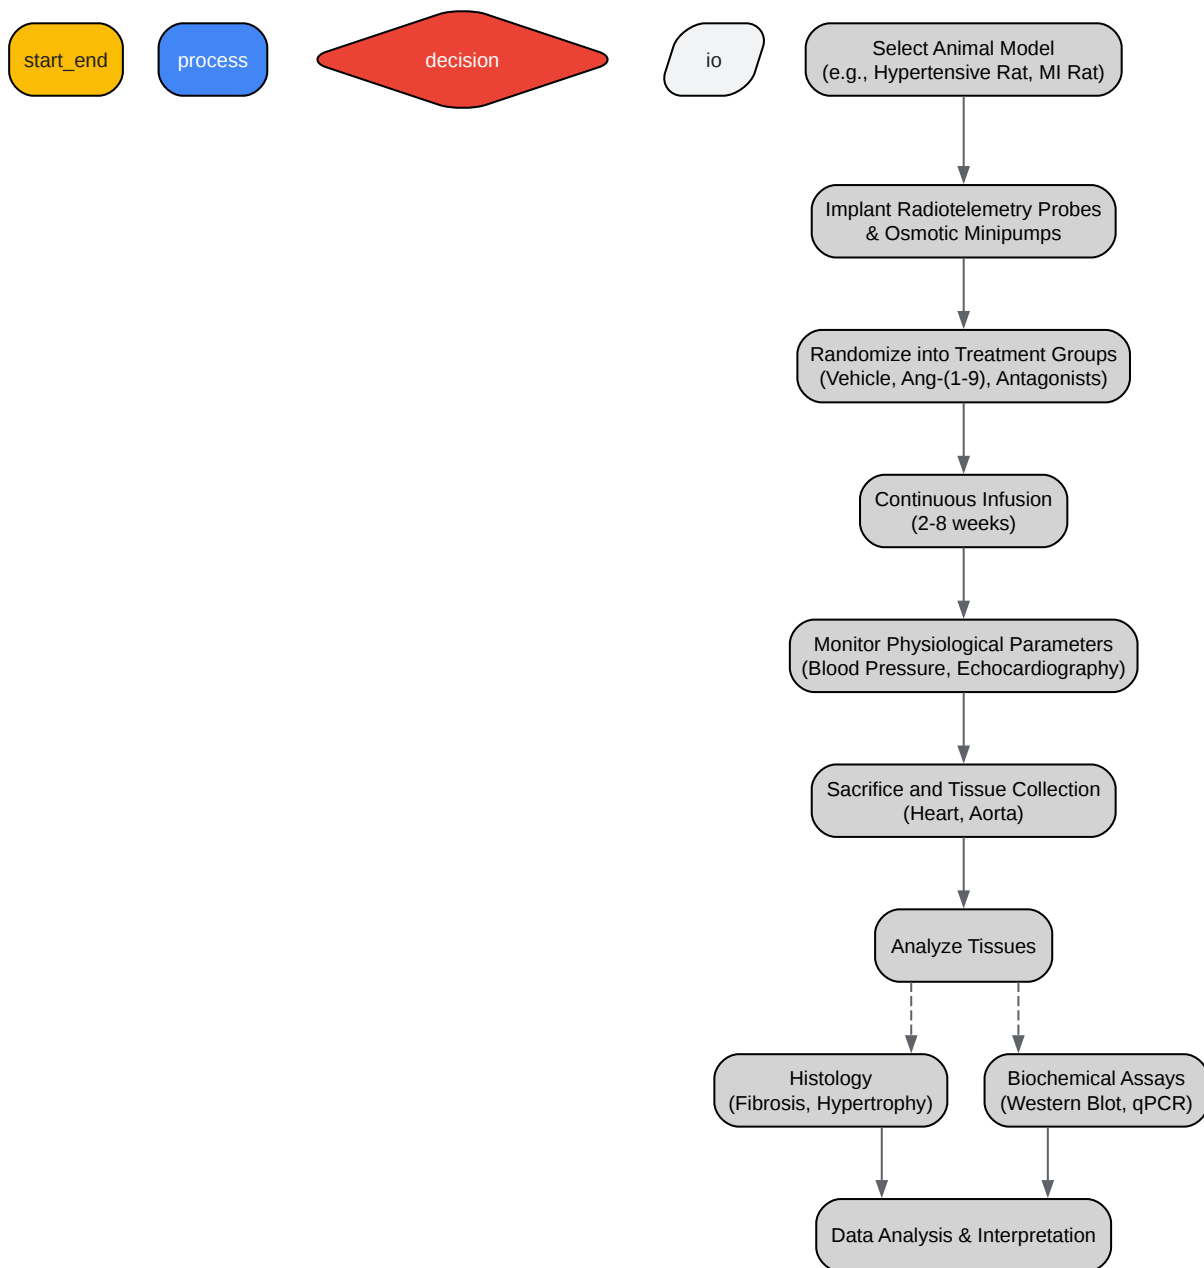 start_end
process
decision
io
Select Animal Model
(e.g., Hypertensive Rat, MI Rat)
Implant Radiotelemetry Probes
& Osmotic Minipumps
Randomize into Treatment Groups
(Vehicle, Ang-(1-9), Antagonists)
Continuous Infusion
(2-8 weeks)
Monitor Physiological Parameters
(Blood Pressure, Echocardiography)
Sacrifice and Tissue Collection
(Heart, Aorta)
Analyze Tissues
Histology
(Fibrosis, Hypertrophy)
Biochemical Assays
(Western Blot, qPCR)
Data Analysis & Interpretation